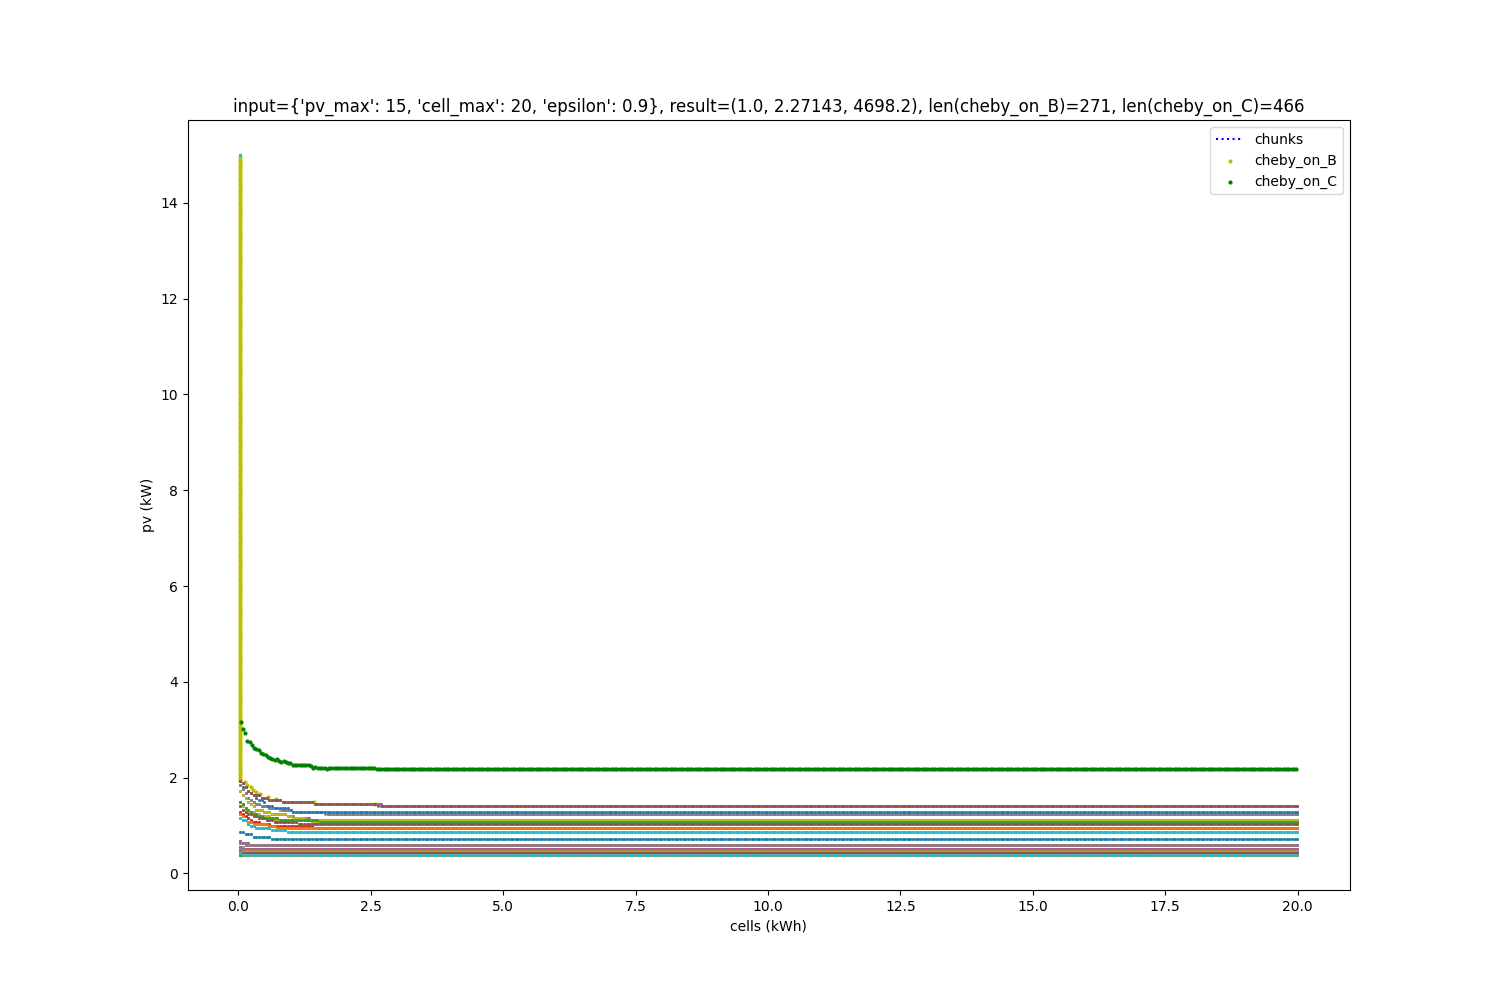 input={'pv_max': 15, 'cell_max': 20, 'epsilon': 0.9}, result=(1.0, 2.27143, 4698.2), len(cheby_on_B)=271, len(cheby_on_C)=466
chunks
cheby_on_B
cheby_on_C
14
12
10
8
6
4
2
0
pv (kW)
0.0 2.5 5.0 7.5 10.0 12.5 15.0 17.5 20.0
cells (kWh)